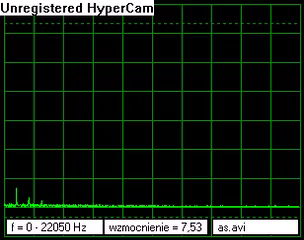 Unregistered HyperCam
f = 0 - 22050 Hz wzmocnienie = 7,53 as.avi